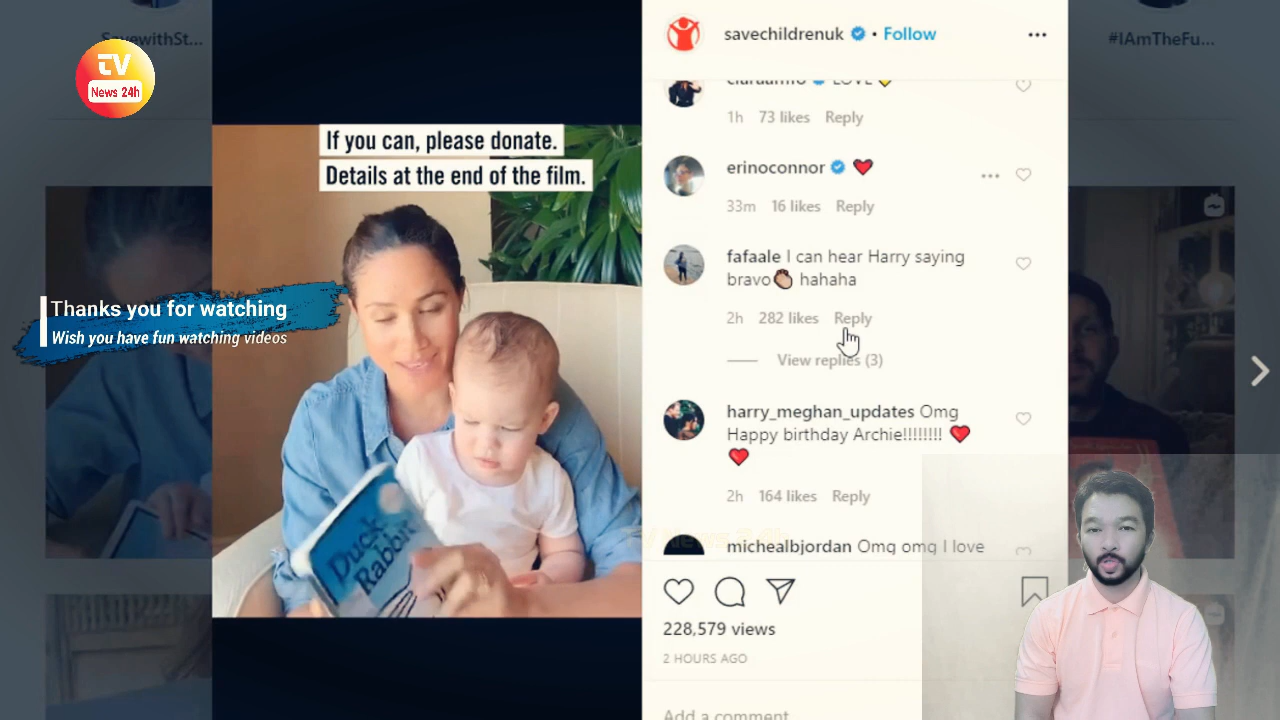 SavewithSt...
#IAmTheFu...
TV
News 24h
savechildrenuk • Follow
LOVE
1h 73 likes Reply
If you can, please donate.
Details at the end of the film.
erinoconnor
33m 16 likes Reply
fafaale I can hear Harry saying
bravo hahaha
2h 282 likes Reply
View replies (3)
Thanks you for watching
Wish you have fun watching videos
harry_meghan_updates Omg
Happy birthday Archie!!!!!!!!
2h 164 likes Reply
Duck
Rabbit
michealbjordan Omg omg I love
228,579 views
2 HOURS AGO
Add a comment